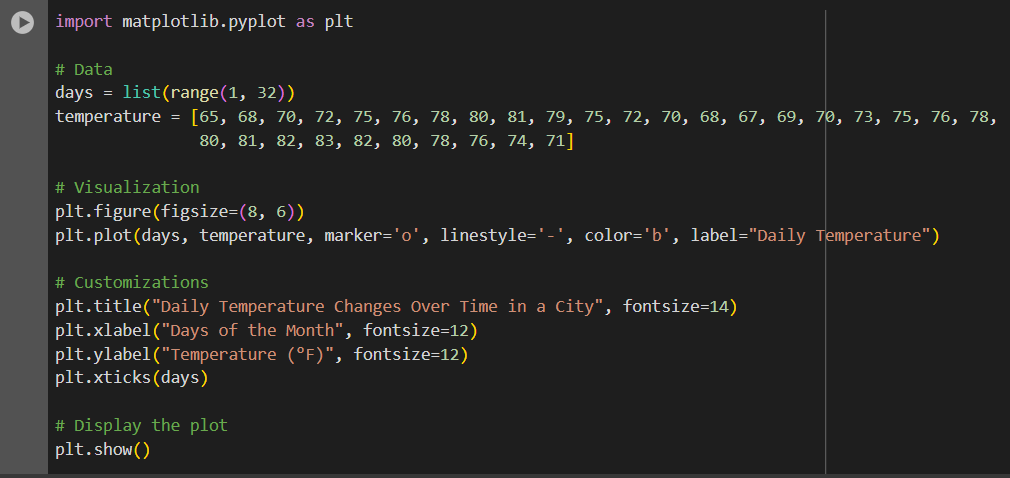 import matplotlib.pyplot as plt
# Data
days = list(range(1, 32))
temperature = [65, 68, 70, 72, 75, 76, 78, 80, 81, 79, 75, 72, 70, 68, 67, 69, 70, 73, 75, 76, 78,
80, 81, 82, 83, 82, 80, 78, 76, 74, 71]
# Visualization
plt.figure(figsize=(8, 6))
plt.plot(days, temperature, marker='o', linestyle='-', color='b', label="Daily Temperature")
# Customizations
plt.title("Daily Temperature Changes Over Time in a City", fontsize=14)
plt.xlabel("Days of the Month", fontsize=12)
plt.ylabel("Temperature (°F)", fontsize=12)
plt.xticks(days)
# Display the plot
plt.show()